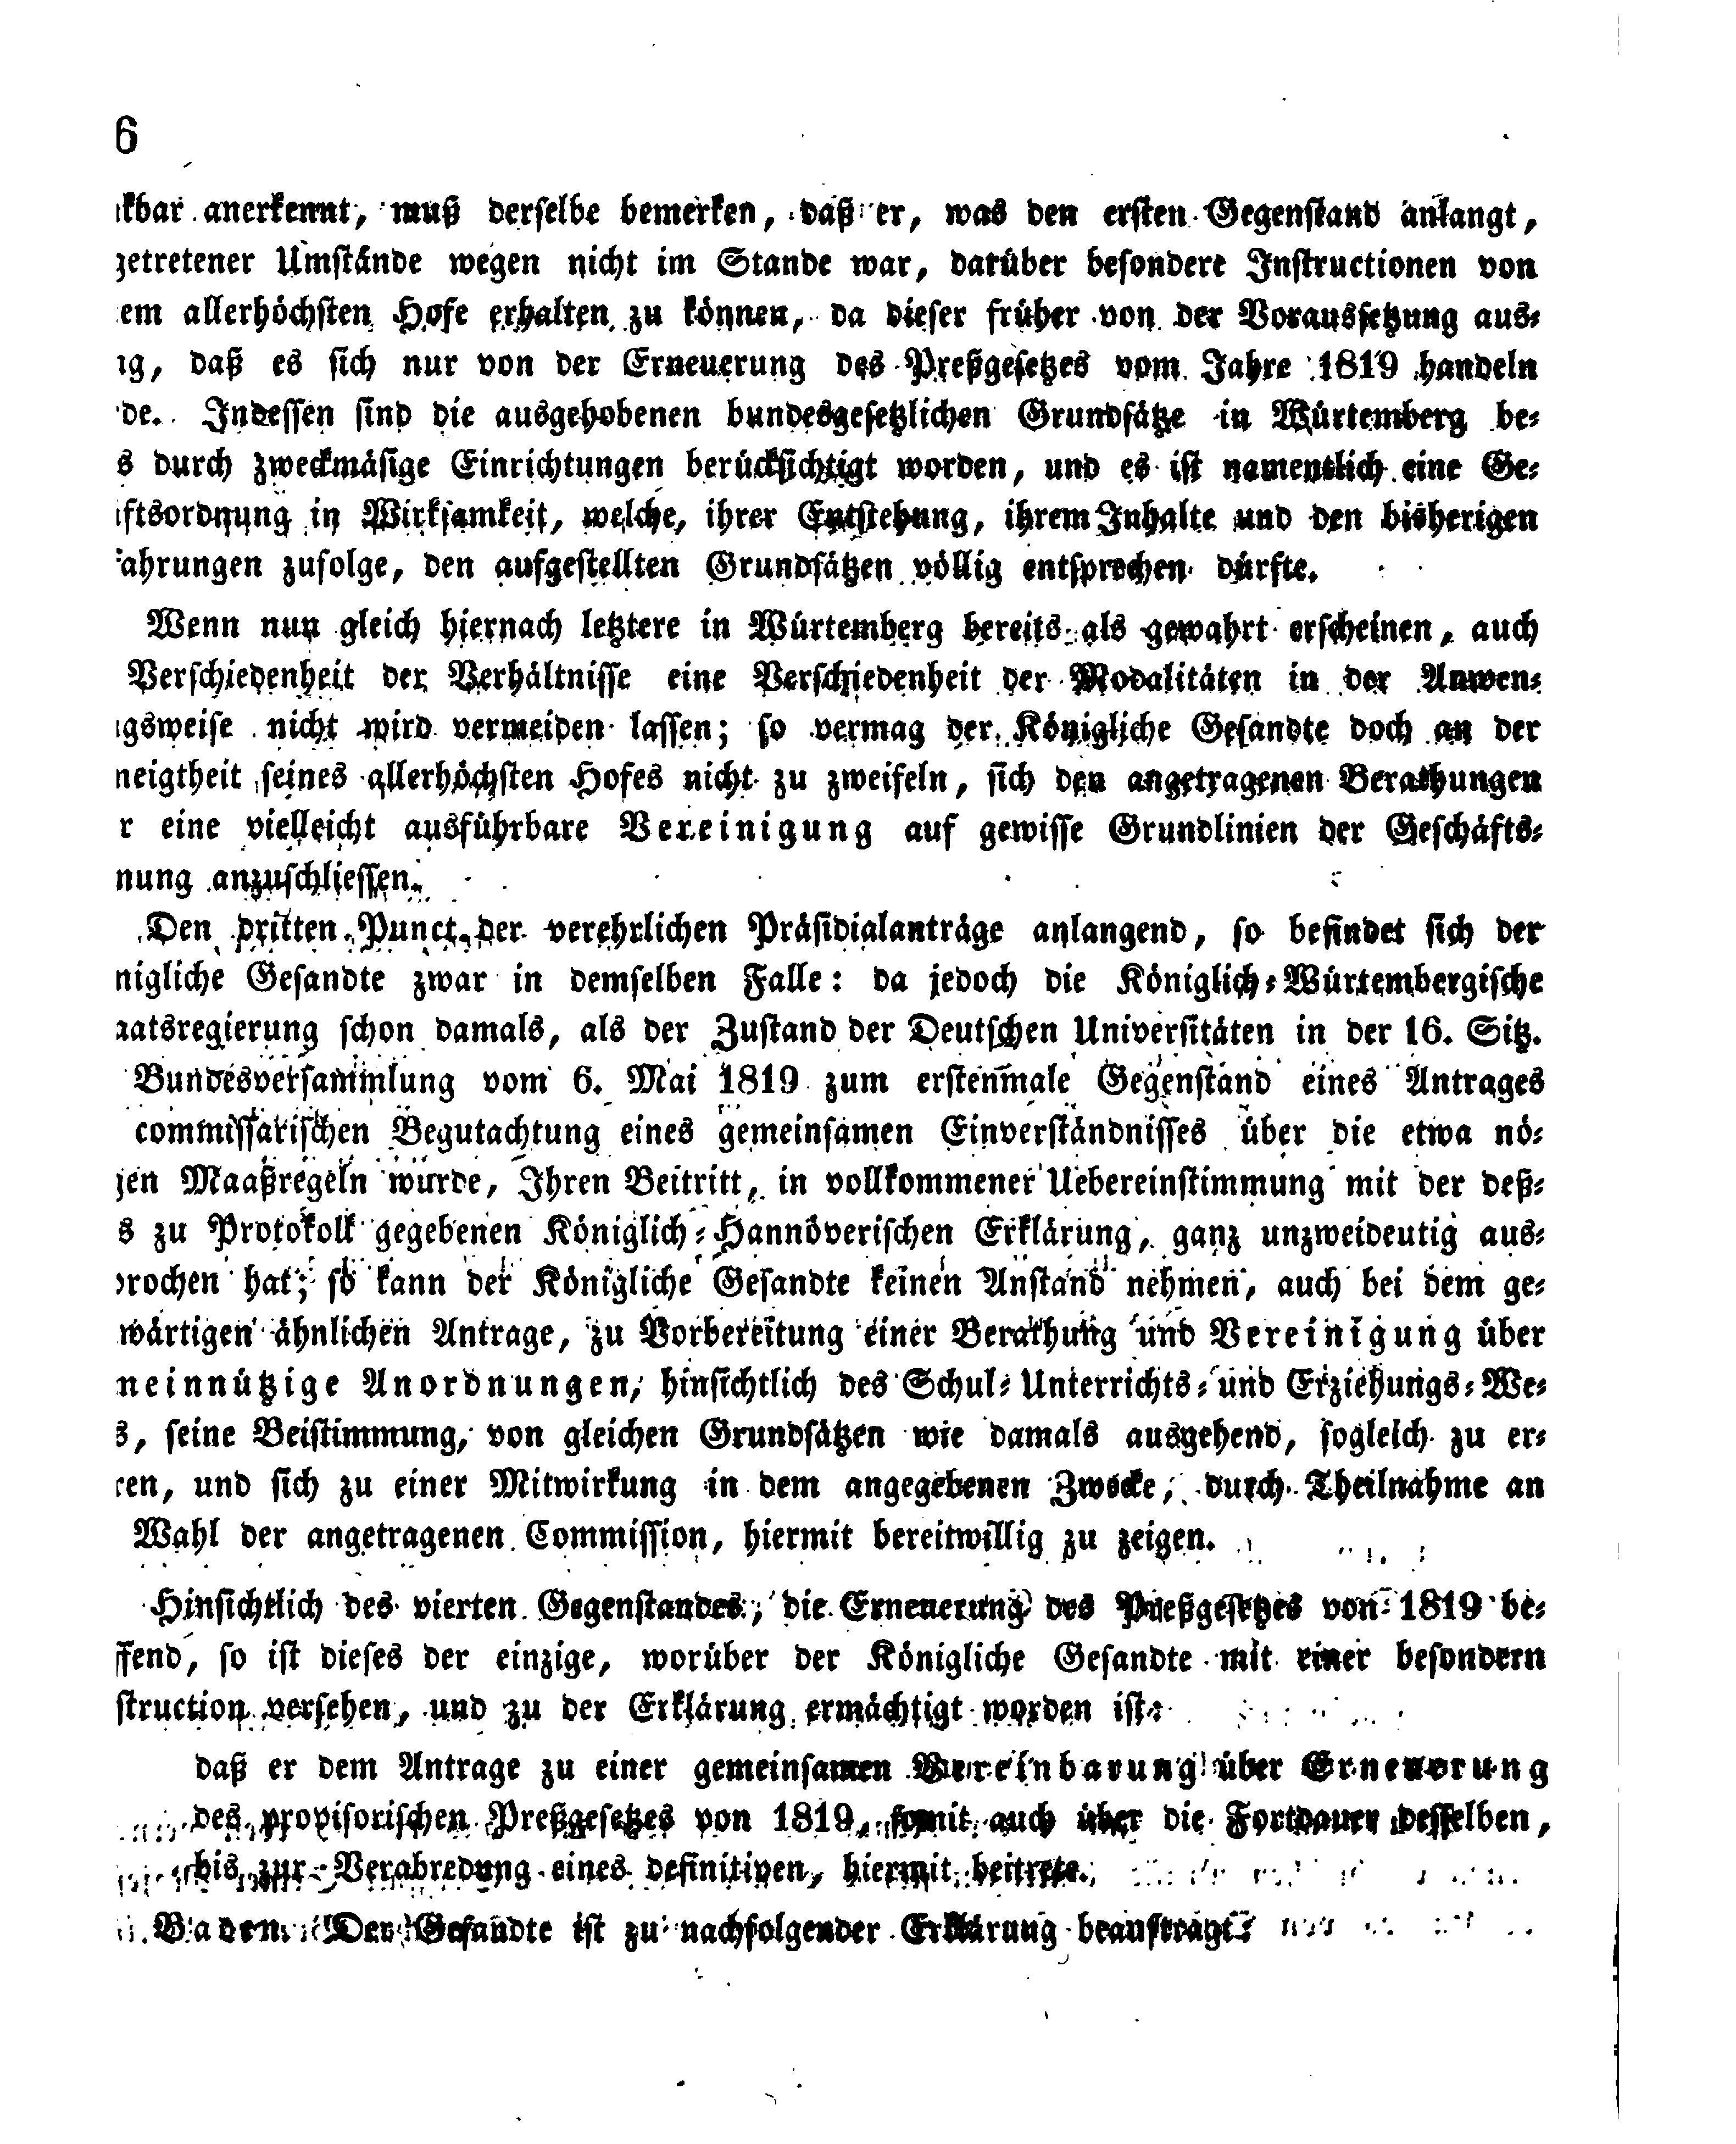 6
kbar anerkennt, muß derselbe bemerken, daß er, was den ersten Gegenstand anlangt,
getretener Umstände wegen nicht im Stande war, darüber besondere Instructionen von
em allerhöchsten Hofe erhalten zu können, da dieser früher von der Voraussetzung aus-
ng, daß es sich nur von der Erneuerung des Preßgesetzes vom Jahre 1819 handeln
de. Indessen sind die ausgehobenen bundesgesetzlichen Grundsätze in Würtemberg be-
s durch zweckmäsige Einrichtungen berücksichtigt worden, und es ist namentlich eine Ge-
iftsordnung in Wirksamkeit, welche, ihrer Entstehung, ihrem Inhalte und den bisherigen
fahrungen zufolge, den aufgestellten Grundsätzen völlig entsprechen dürfte.
Wenn nun gleich hiernach letztere in Würtemberg bereits als gewahrt erscheinen, auch
Verschiedenheit der Verhältnisse eine Verschiedenheit der Modalitäten in der Anwen-
gsweise nicht wird vermeiden lassen; so vermag der Königliche Gesandte doch an der
neigtheit seines allerhöchsten Hofes nicht zu zweifeln, sich den angetragenen Berathungen
r eine vielleicht ausführbare Vereinigung auf gewisse Grundlinien der Geschäfts-
nung anzuschliessen.
Den dritten Punct der verehrlichen Präsidialanträge anlangend, so befindet sich der
nigliche Gesandte zwar in demselben Falle: da jedoch die Königlich-Würtembergische
aatsregierung schon damals, als der Zustand der Deutschen Universitäten in der 16. Sitz.
Bundesversammlung vom 6. Mai 1819 zum erstenmale Gegenstand eines Antrages
commissarischen Begutachtung eines gemeinsamen Einverständnisses über die etwa nö-
gen Maaßregeln wurde, Ihren Beitritt, in vollkommener Uebereinstimmung mit der deß-
s zu Protokoll gegebenen Königlich-Hannöverischen Erklärung, ganz unzweideutig aus-
prochen hat; so kann der Königliche Gesandte keinen Anstand nehmen, auch bei dem ge-
wärtigen ähnlichen Antrage, zu Vorbereitung einer Berathung und Vereinigung über
neinnützige Anordnungen, hinsichtlich des Schul- Unterrichts- und Erziehungs-We-
s, seine Beistimmung, von gleichen Grundsätzen wie damals ausgehend, sogleich zu er-
ren, und sich zu einer Mitwirkung in dem angegebenen Zwecke, durch Theilnahme an
Wahl der angetragenen Commission, hiermit bereitwillig zu zeigen.
Hinsichtlich des vierten Gegenstandes, die Erneuerung des Preßgesetzes von 1819 be-
ffend, so ist dieses der einzige, worüber der Königliche Gesandte mit einer besondern
struction versehen, und zu der Erklärung ermächtigt worden ist:
daß er dem Antrage zu einer gemeinsamen Vereinbarung über Erneuerung
des provisorischen Preßgesetzes von 1819, somit auch über die Fortdauer desselben,
bis zur Verabredung eines definitiven, hiermit beitrete.
Baden. Der Gesandte ist zu nachfolgender Erklärung beauftragt: